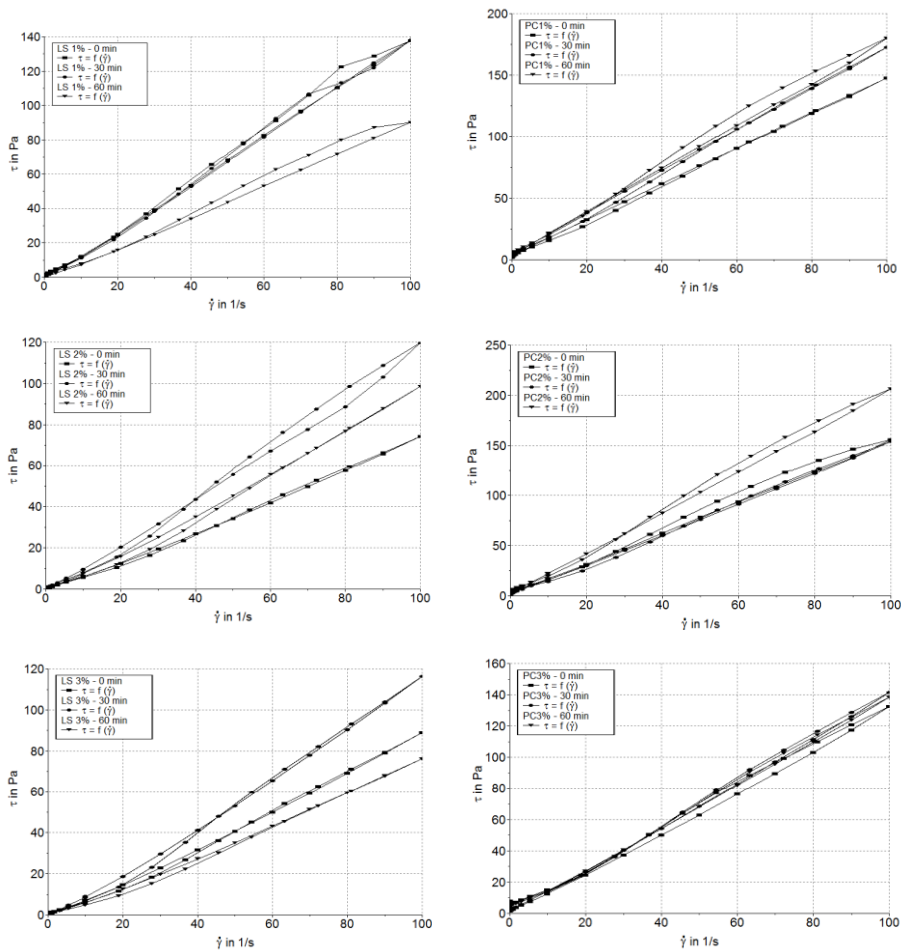 140
120
100
80
60
40
20
0
τ in Pa
LS 1% - 0 min
τ = f (γ̇)
LS 1% - 30 min
τ = f (γ̇)
LS 1% - 60 min
τ = f (γ̇)
0 20 40 60 80 100
γ̇ in 1/s
200
150
100
50
0
τ in Pa
PC1% - 0 min
τ = f (γ̇)
PC1% - 30 min
τ = f (γ̇)
PC1% - 60 min
τ = f (γ̇)
0 20 40 60 80 100
γ̇ in 1/s
120
100
80
60
40
20
0
τ in Pa
LS 2% - 0 min
τ = f (γ̇)
LS 2% - 30 min
τ = f (γ̇)
LS 2% - 60 min
τ = f (γ̇)
0 20 40 60 80 100
γ̇ in 1/s
250
200
150
100
50
0
τ in Pa
PC2% - 0 min
τ = f (γ̇)
PC2% - 30 min
τ = f (γ̇)
PC2% - 60 min
τ = f (γ̇)
0 20 40 60 80 100
γ̇ in 1/s
120
100
80
60
40
20
0
τ in Pa
LS 3% - 0 min
τ = f (γ̇)
LS 3% - 30 min
τ = f (γ̇)
LS 3% - 60 min
τ = f (γ̇)
0 20 40 60 80 100
γ̇ in 1/s
160
140
120
100
80
60
40
20
0
τ in Pa
PC3% - 0 min
τ = f (γ̇)
PC3% - 30 min
τ = f (γ̇)
PC3% - 60 min
τ = f (γ̇)
0 20 40 60 80 100
γ̇ in 1/s